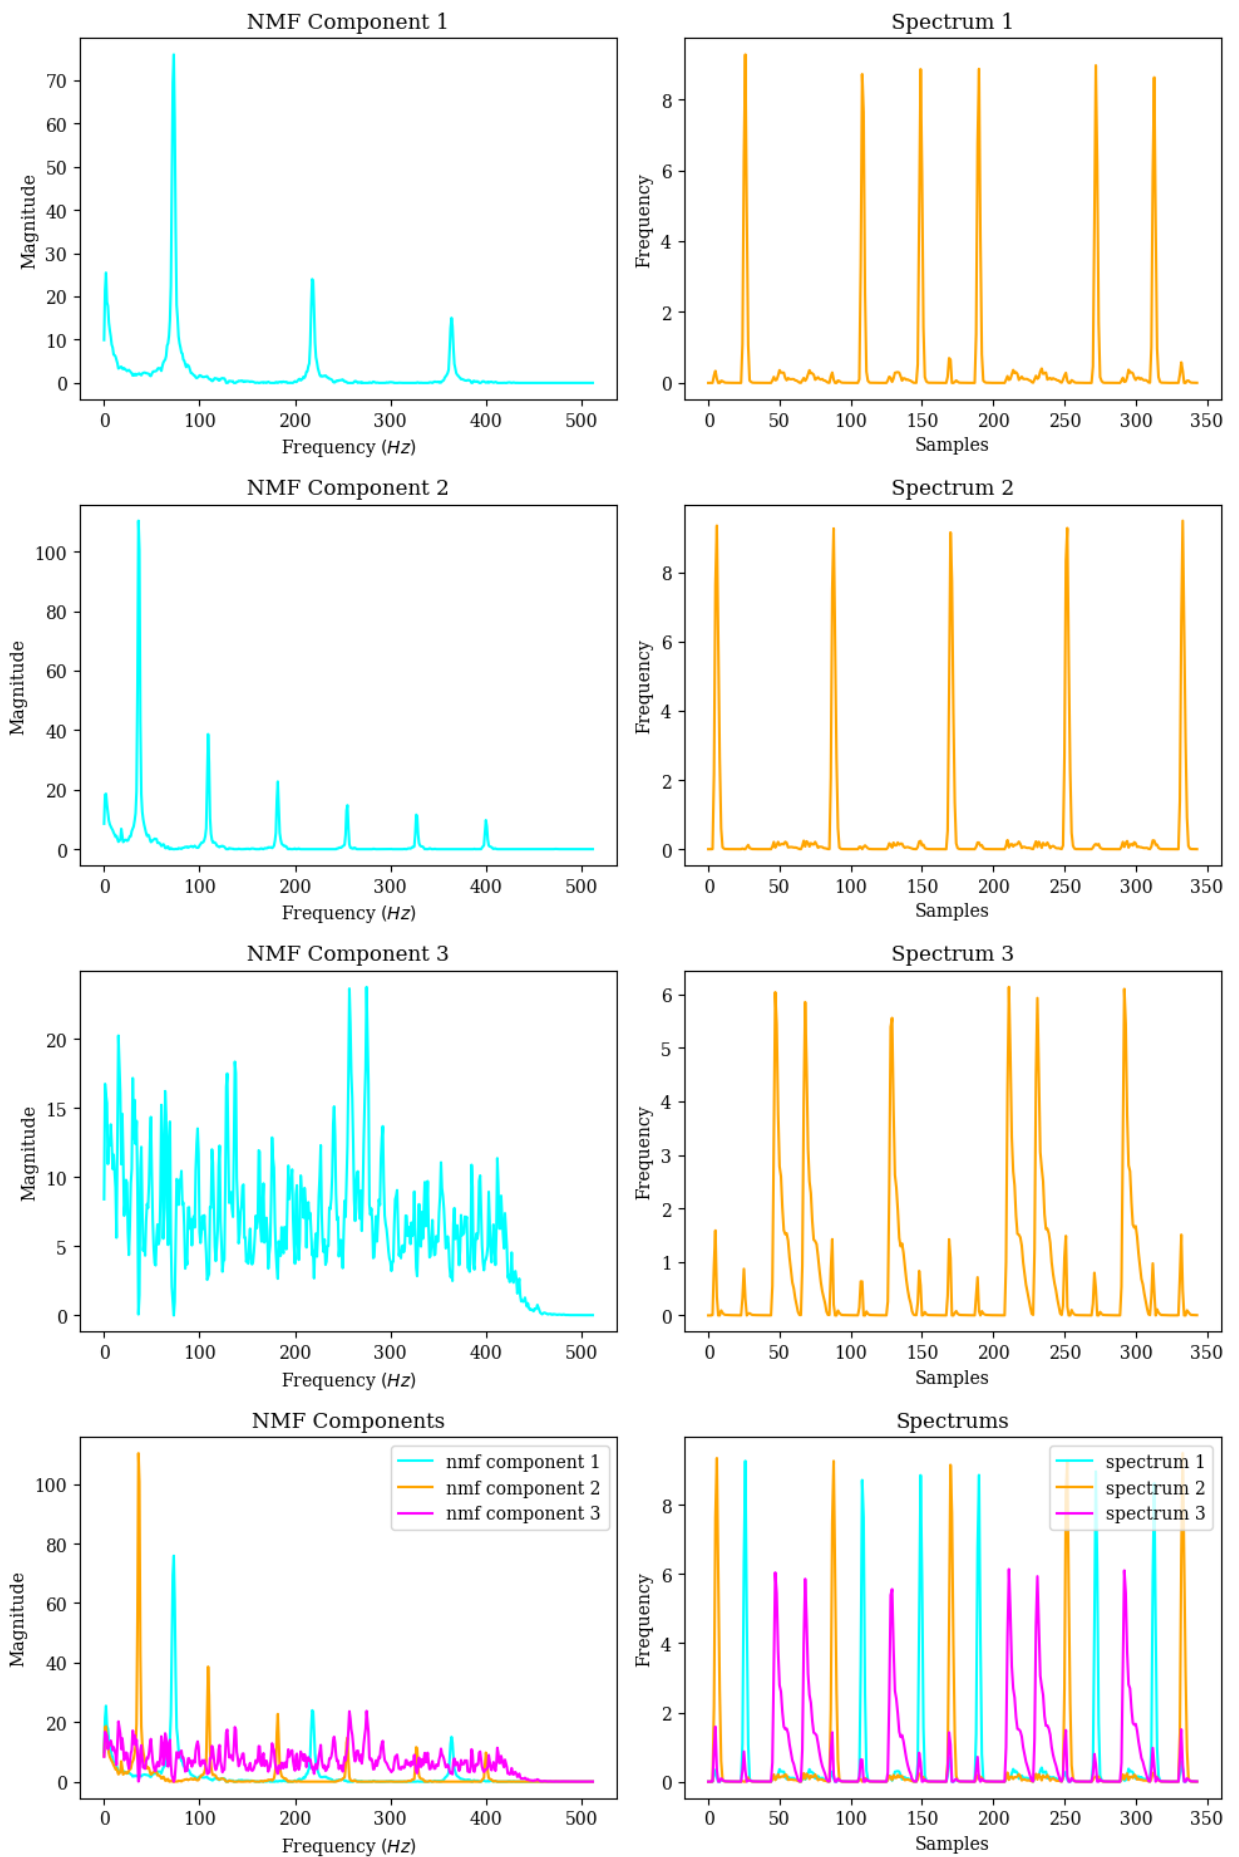 NMF Component 1
Spectrum 1
Magnitude
70
60
50
40
30
20
10
0
0 100 200 300 400 500
Frequency (Hz)
Frequency
8
6
4
2
0
0 50 100 150 200 250 300 350
Samples
NMF Component 2
Spectrum 2
Magnitude
100
80
60
40
20
0
0 100 200 300 400 500
Frequency (Hz)
Frequency
8
6
4
2
0
0 50 100 150 200 250 300 350
Samples
NMF Component 3
Spectrum 3
Magnitude
20
15
10
5
0
0 100 200 300 400 500
Frequency (Hz)
Frequency
6
5
4
3
2
1
0
0 50 100 150 200 250 300 350
Samples
NMF Components
Spectrums
Magnitude
100
80
60
40
20
0
nmf component 1
nmf component 2
nmf component 3
0 100 200 300 400 500
Frequency (Hz)
Frequency
8
6
4
2
0
spectrum 1
spectrum 2
spectrum 3
0 50 100 150 200 250 300 350
Samples